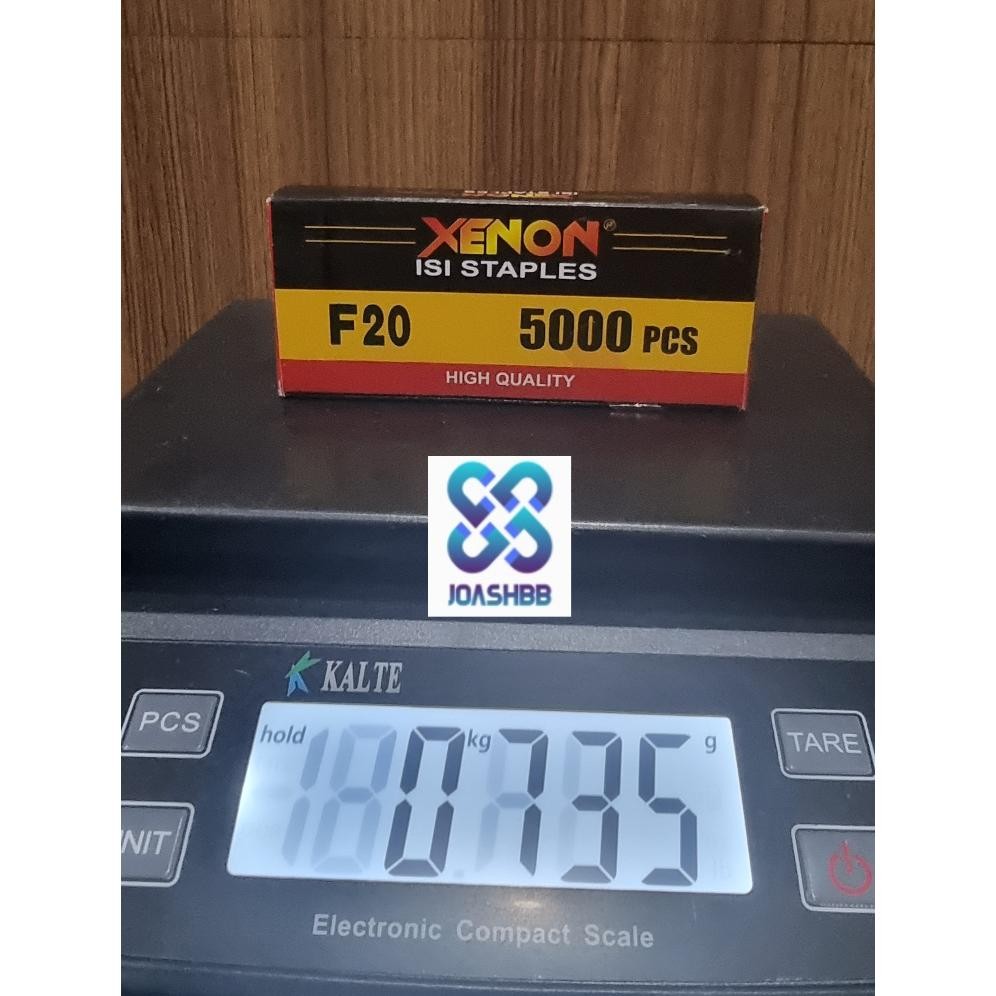 XENON
ISI STAPLES
F20 5000 PCS
HIGH QUALITY
JOASHBB
KALTE
PCS
hold 0 kg 735 g
TARE
NIT
Electronic Compact Scale